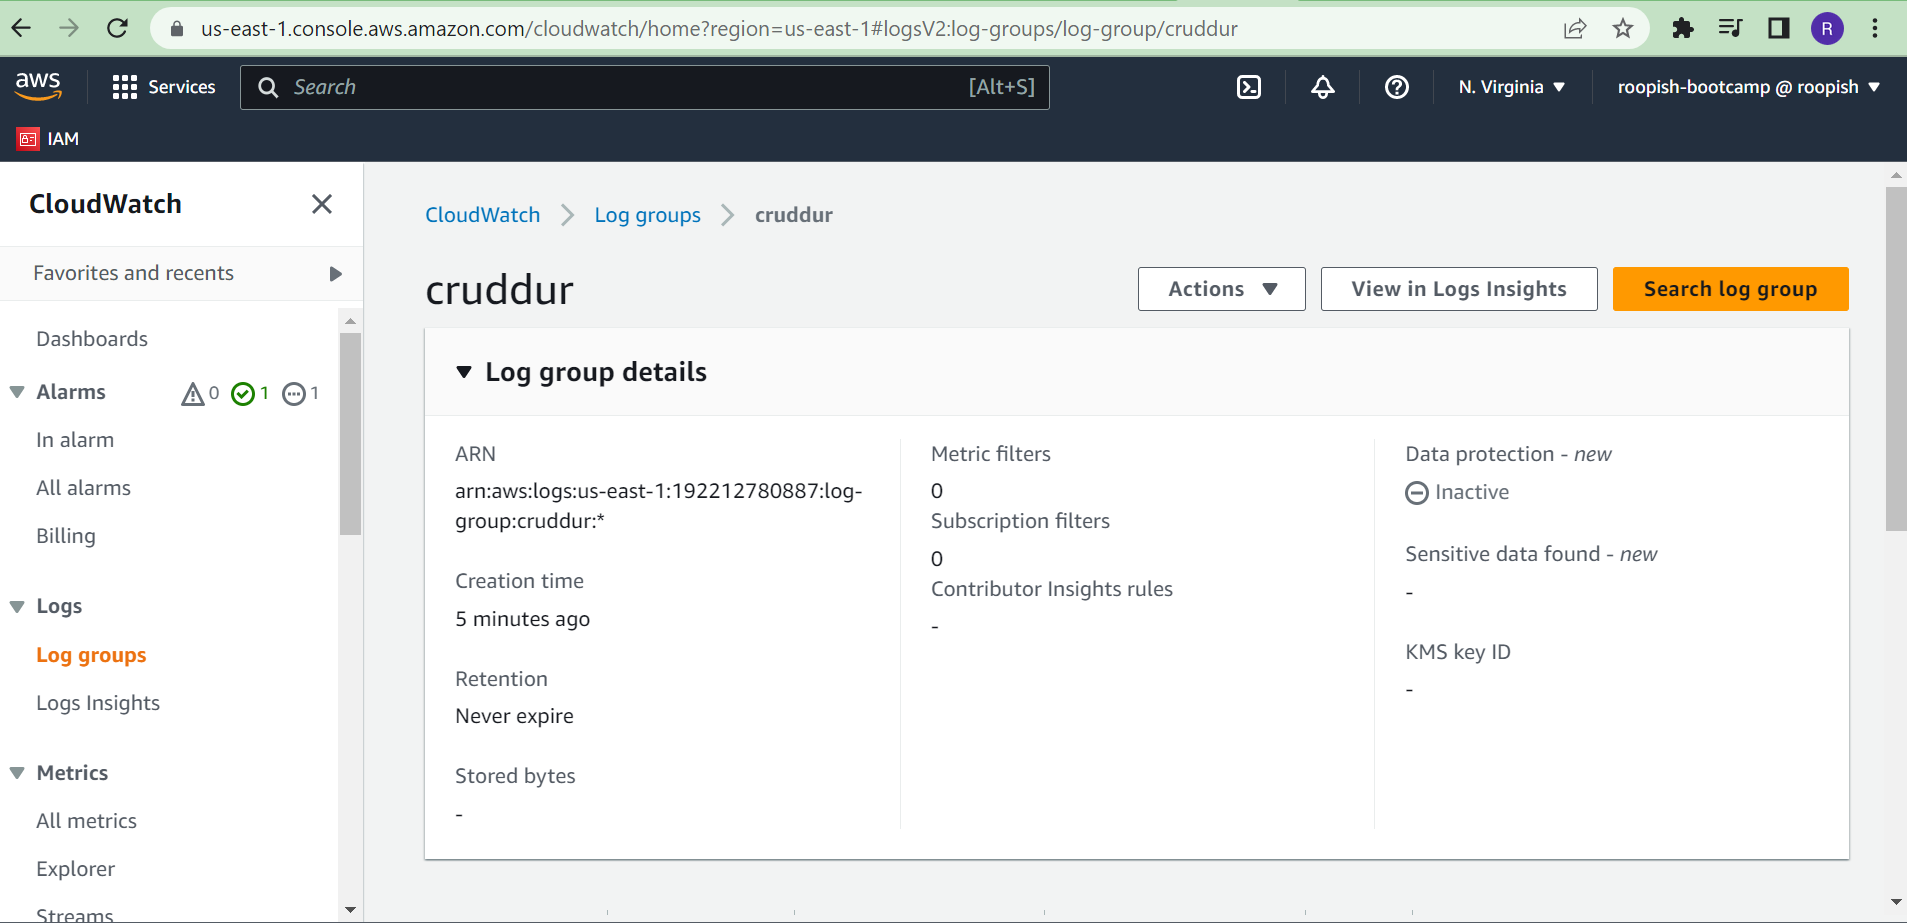 us-east-1.console.aws.amazon.com/cloudwatch/home?region=us-east-1#logsV2:log-groups/log-group/cruddur
R
aws
Services
Search
[Alt+S]
N. Virginia
roopish-bootcamp @ roopish
IAM
CloudWatch
Favorites and recents
Dashboards
Alarms
0
1
1
In alarm
All alarms
Billing
Logs
Log groups
Logs Insights
Metrics
All metrics
Explorer
Streams
CloudWatch
Log groups
cruddur
cruddur
Actions
View in Logs Insights
Search log group
Log group details
ARN
arn:aws:logs:us-east-1:192212780887:log-
group:cruddur:*
Creation time
5 minutes ago
Retention
Never expire
Stored bytes
-
Metric filters
0
Subscription filters
0
Contributor Insights rules
-
Data protection - new
Inactive
Sensitive data found - new
-
KMS key ID
-